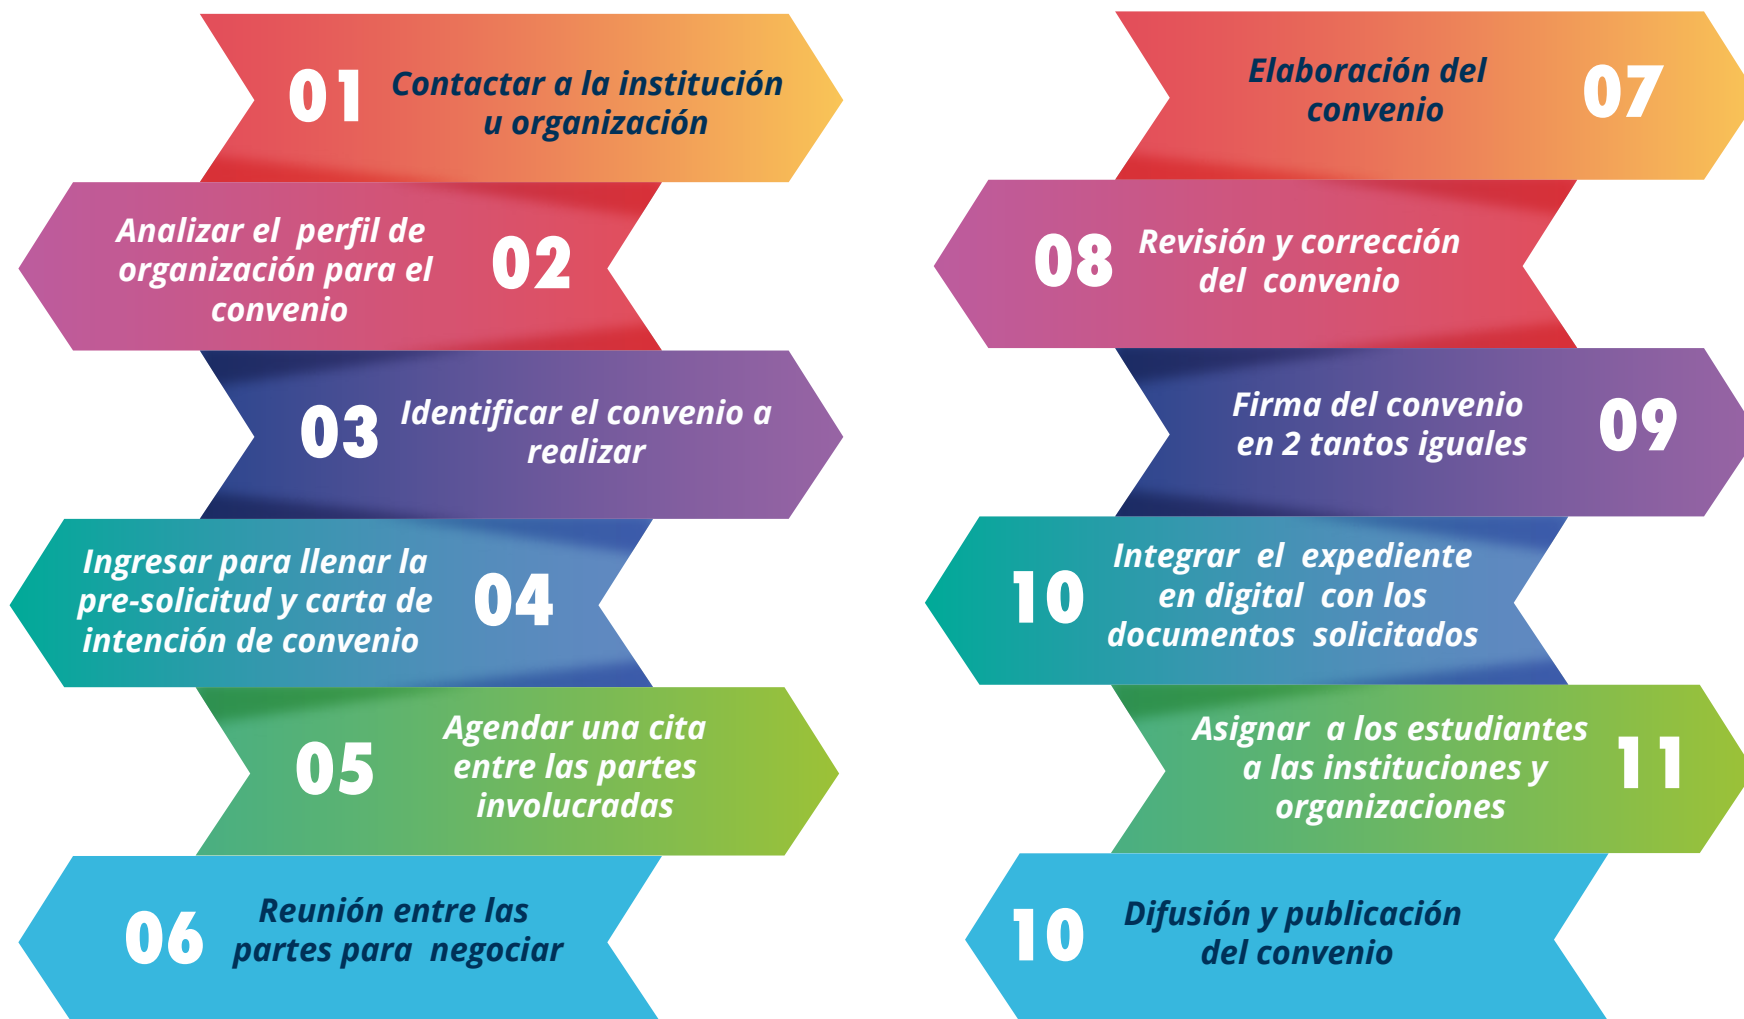 01
Contactar a la institución
u organización
02
Analizar el perfil de
organización para el
convenio
03
Identificar el convenio a
realizar
04
Ingresar para llenar la
pre-solicitud y carta de
intención de convenio
05
Agendar una cita
entre las partes
involucradas
06
Reunión entre las
partes para negociar
07
Elaboración del
convenio
08
Revisión y corrección
del convenio
09
Firma del convenio
en 2 tantos iguales
10
Integrar el expediente
en digital con los
documentos solicitados
11
Asignar a los estudiantes
a las instituciones y
organizaciones
10
Difusión y publicación
del convenio